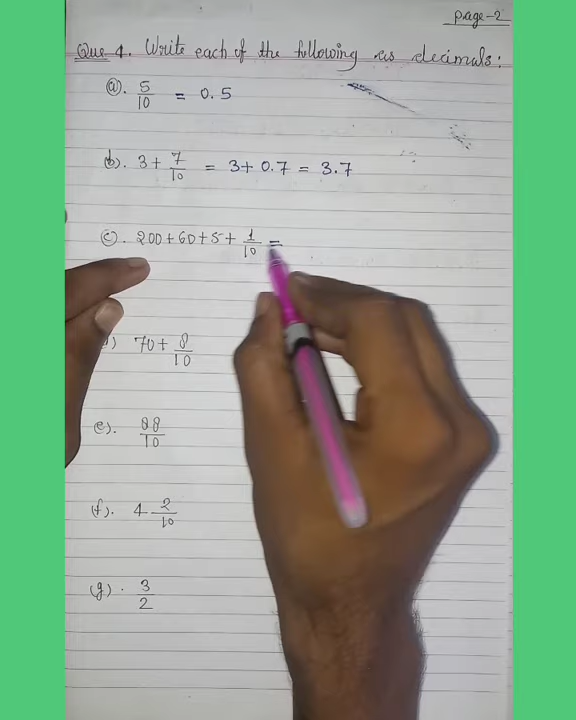 page-2
Que 4. Write each of the following as decimals:
(a). 5/10 = 0.5
(b). 3 + 7/10 = 3 + 0.7 = 3.7
(c). 200 + 60 + 5 + 1/10 =
) 70 + 8/10
(e). 88/10
(f). 4 2/10
(g). 3/2